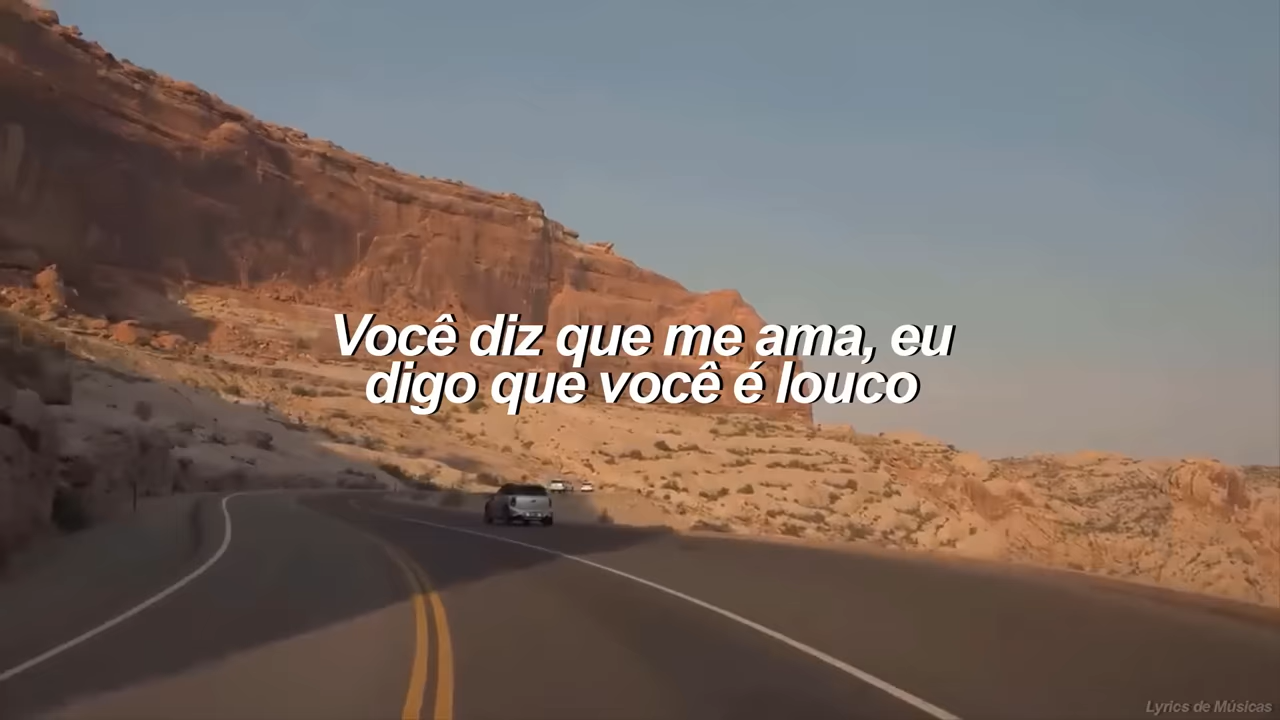 Você diz que me ama, eu
digo que você é louco
Lyrics de Músicas